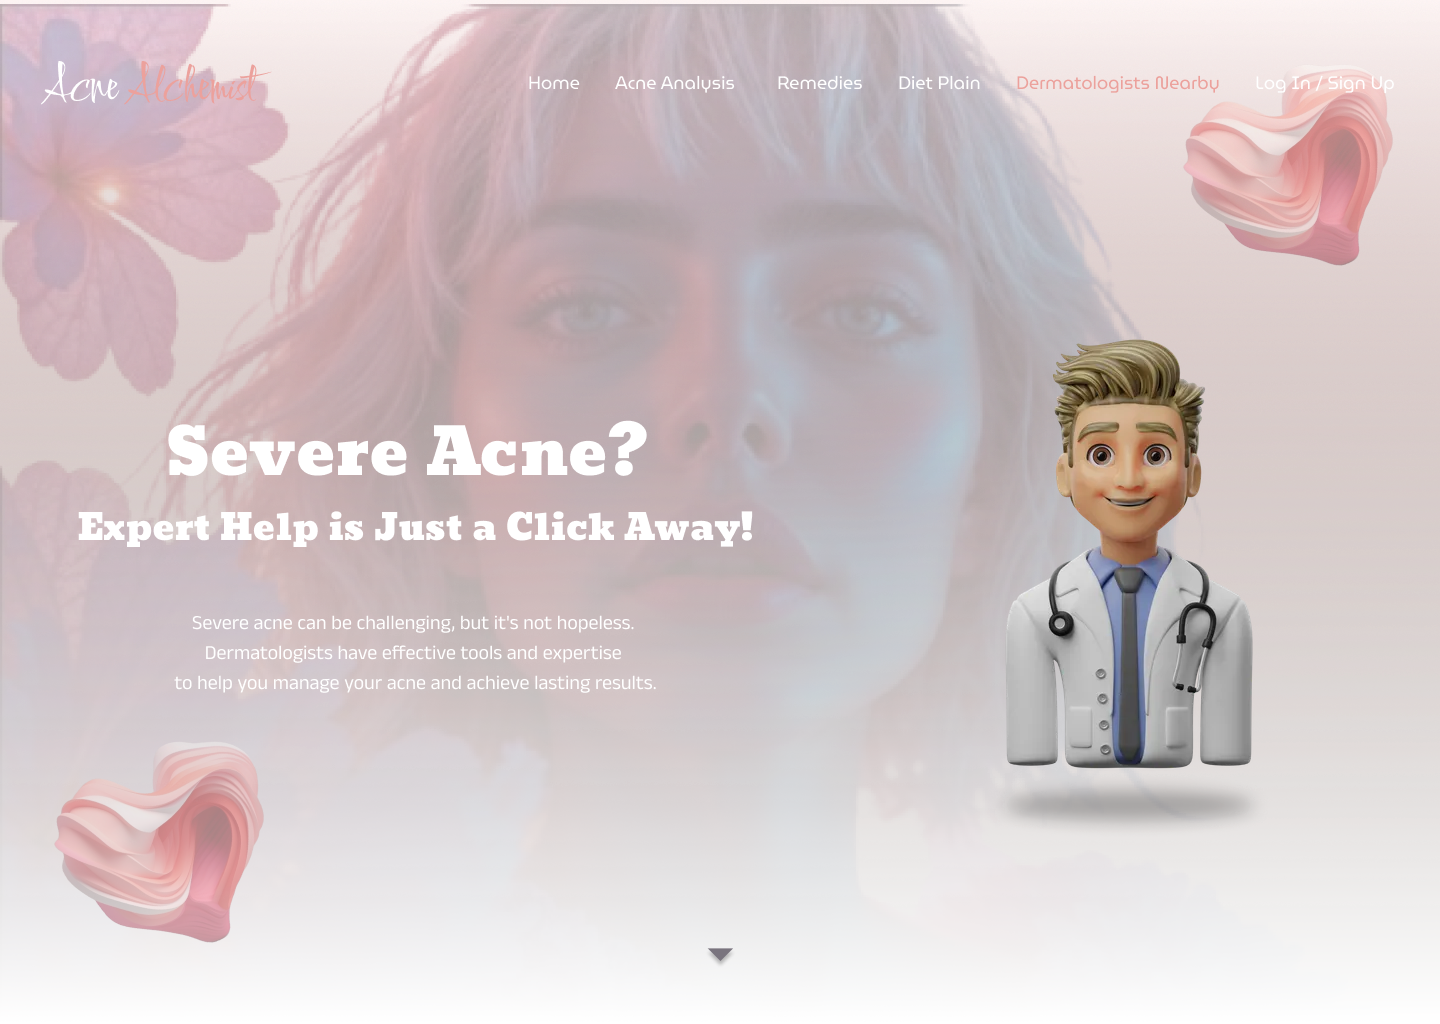 Acne Alchemist
Home Acne Analysis Remedies Diet Plain Dermatologists Nearby Log In / Sign Up
Severe Acne?
Expert Help is Just a Click Away!
Severe acne can be challenging, but it's not hopeless.
Dermatologists have effective tools and expertise
to help you manage your acne and achieve lasting results.